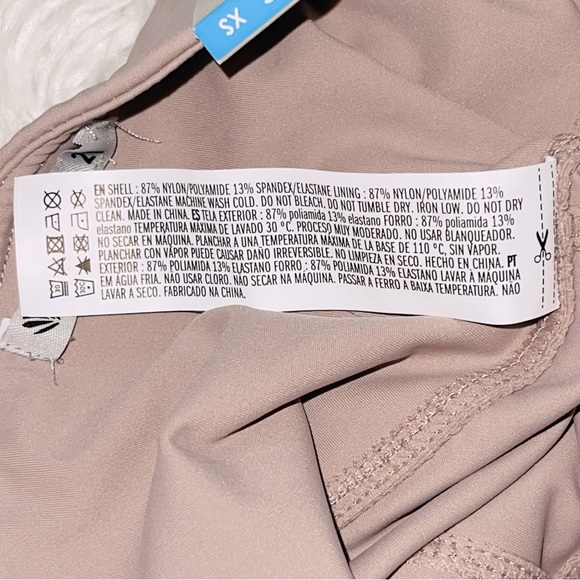 XS
EN SHELL : 87% NYLON/POLYAMIDE 13% SPANDEX/ELASTANE LINING : 87% NYLON/POLYAMIDE 13%
SPANDEX/ELASTANE MACHINE WASH COLD. DO NOT BLEACH. DO NOT TUMBLE DRY. IRON LOW. DO NOT DRY
CLEAN. MADE IN CHINA. ES TELA EXTERIOR : 87% poliamida 13% elastano FORRO : 87% poliamida 13%
elastano TEMPERATURA MAXIMA DE LAVADO 30 °C. PROCESO MUY MODERADO. NO USAR BLANQUEADOR.
NO SECAR EN MÁQUINA. PLANCHAR A UNA TEMPERATURA MAXIMA DE LA BASE DE 110 °C, SIN VAPOR.
PLANCHAR CON VAPOR PUEDE CAUSAR DAÑO IRREVERSIBLE. NO LIMPIEZA EN SECO. HECHO EN CHINA. PT
EXTERIOR : 87% POLIAMIDA 13% ELASTANO FORRO : 87% POLIAMIDA 13% ELASTANO LAVAR A MAQUINA
EM ÁGUA FRIA. NÃO USAR CLORO. NÃO SECAR NA MÁQUINA. PASSAR A FERRO A BAIXA TEMPERATURA. NÃO
LAVAR A SECO. FABRICADO NA CHINA.